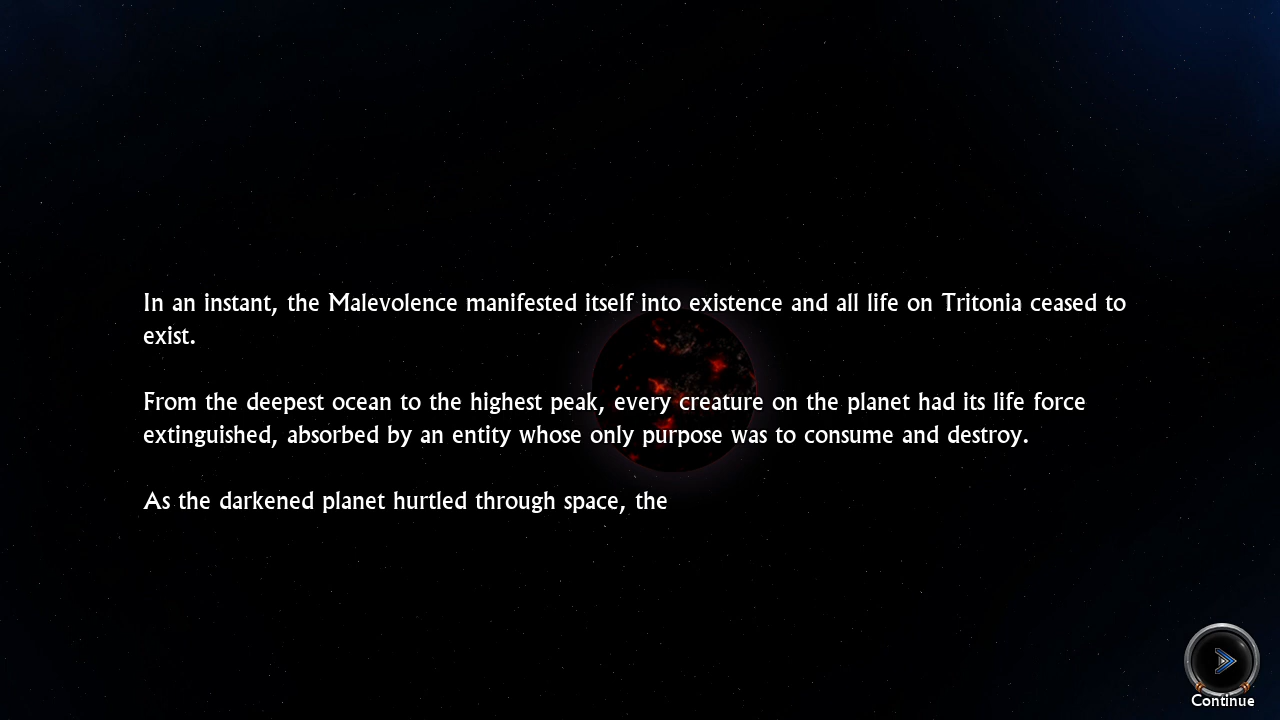 In an instant, the Malevolence manifested itself into existence and all life on Tritonia ceased to
exist.
From the deepest ocean to the highest peak, every creature on the planet had its life force
extinguished, absorbed by an entity whose only purpose was to consume and destroy.
As the darkened planet hurtled through space, the
Continue